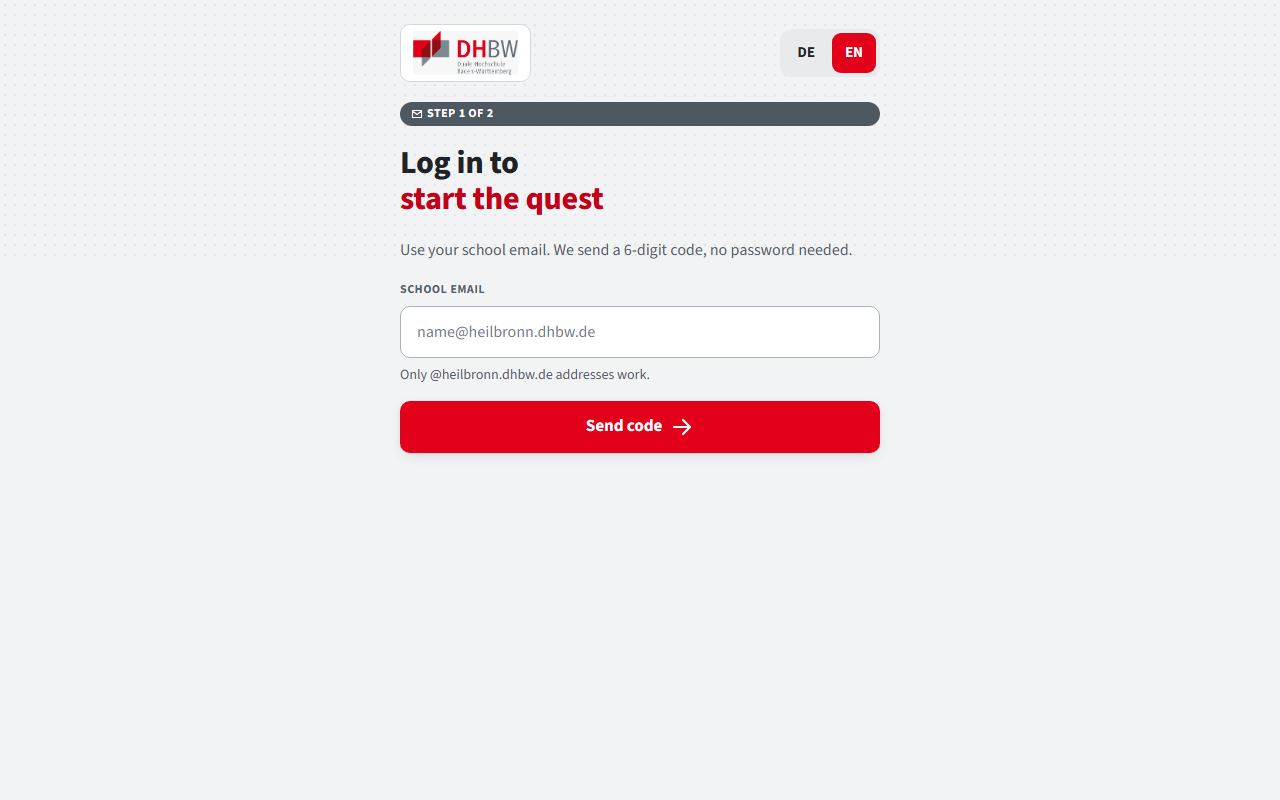 DHBW
Duale Hochschule
Baden-Württemberg
DE
EN
STEP 1 OF 2
Log in to
start the quest
Use your school email. We send a 6-digit code, no password needed.
SCHOOL EMAIL
name@heilbronn.dhbw.de
Only @heilbronn.dhbw.de addresses work.
Send code